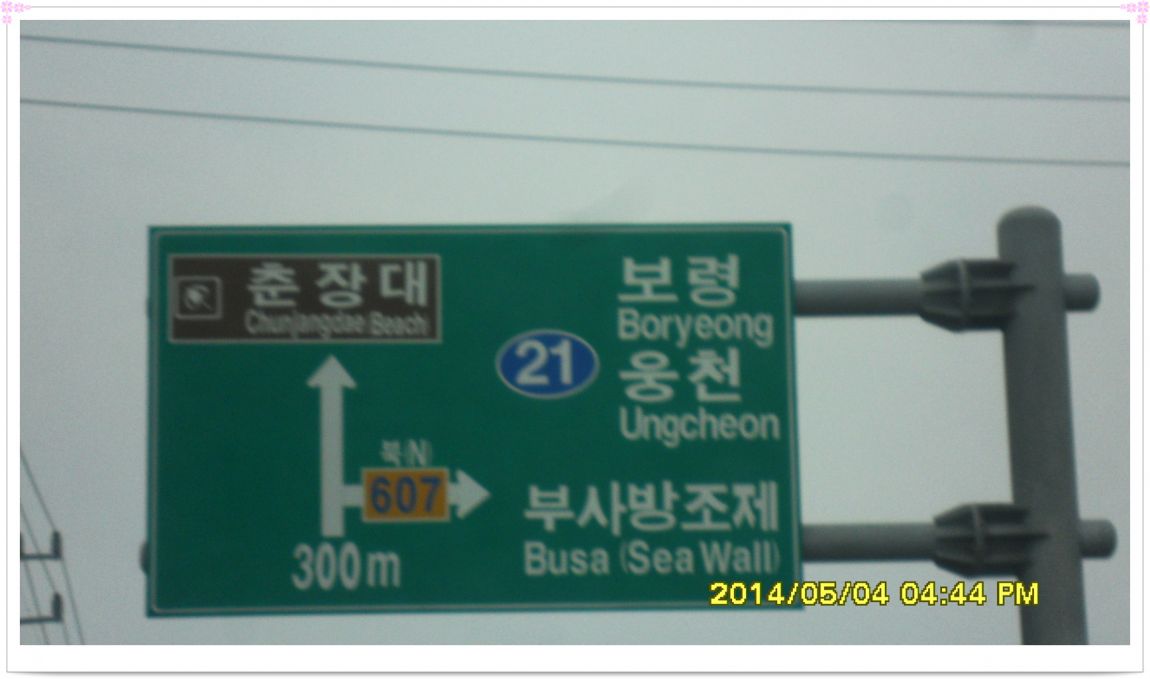 춘장대
Chunjangdae Beach
보령
Boryeong
21
웅천
Ungcheon
북(N)
607
부사방조제
Busa (Sea Wall)
300m
2014/05/04 04:44 PM